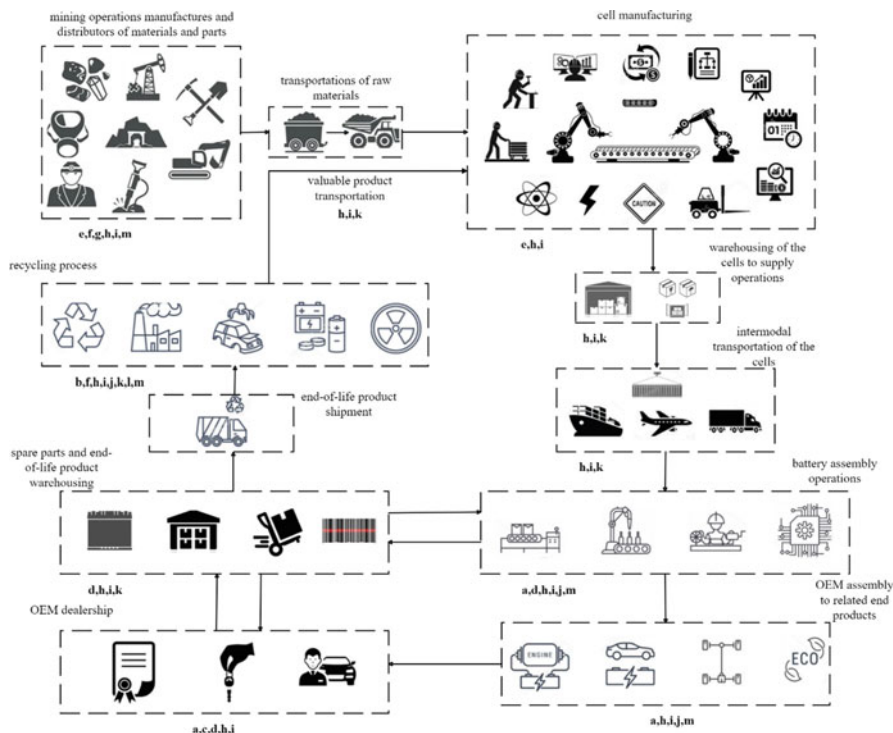 mining operations manufactures and
distributors of materials and parts
cell manufacturing
transportations of raw
materials
01
valuable product
transportation
h,i,k
CAUTION
e,f,g,h,i,m
e,h,i
recycling process
warehousing of the
cells to supply
operations
h,i,k
intermodal
transportation of the
cells
b,f,h,i,j,k,l,m
end-of-life product
shipment
h,i,k
spare parts and end-
of-life product
warehousing
battery assembly
operations
d,h,i,k
a,d,h,i,j,m
OEM dealership
OEM assembly
to related end
products
ENGINE
ECO
a,c,d,h,i
a,h,i,j,m